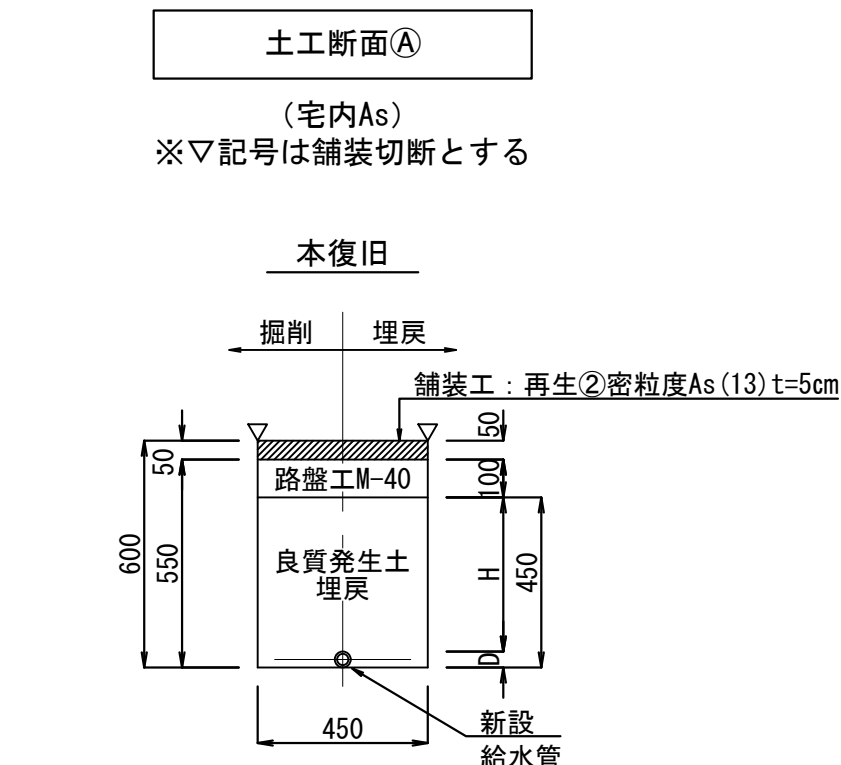 土工断面Ⓐ
（宅内As）
※▽記号は舗装切断とする
本復旧
掘削 埋戻
舗装工：再生②密粒度As(13)t=5cm
50
50
路盤工M-40
100
600
550
良質発生土
埋戻
H
450
D
450
新設
給水管